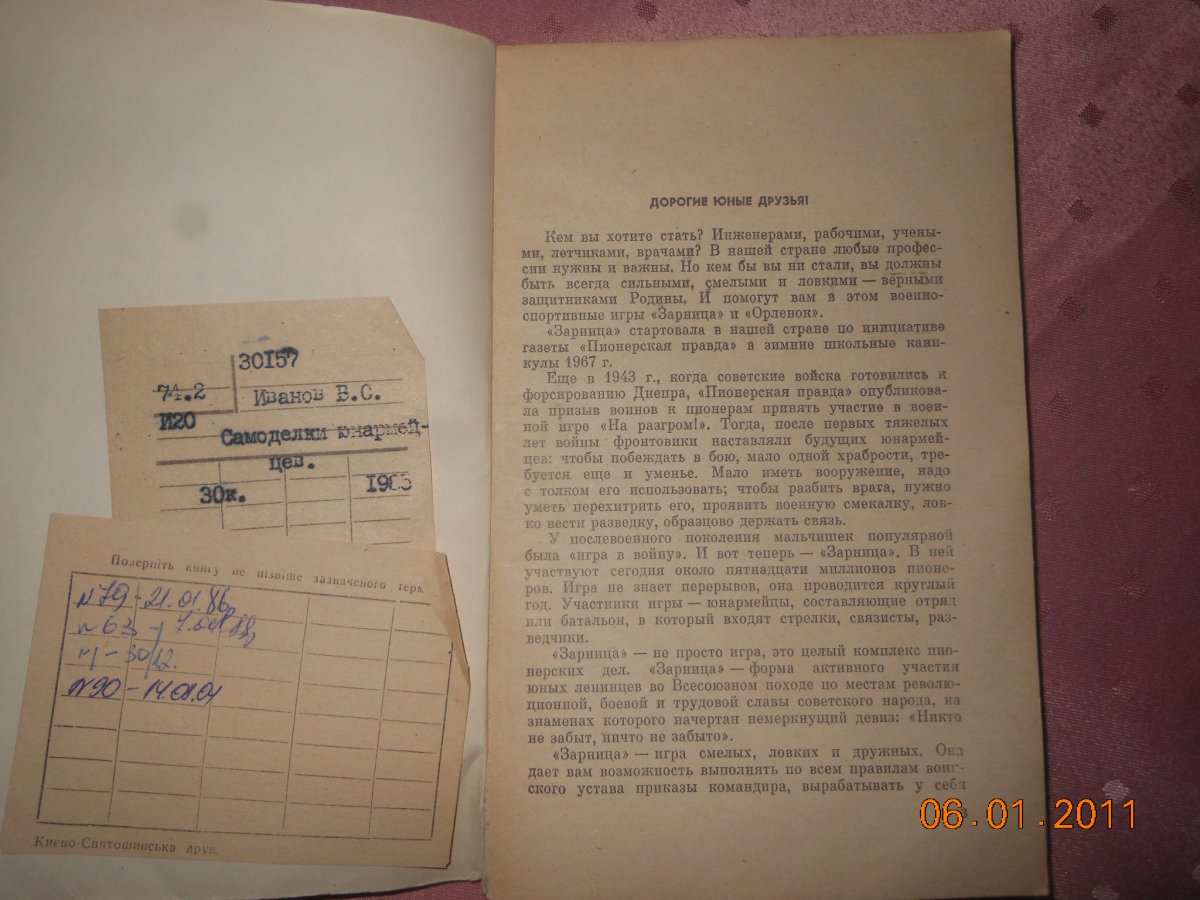 30157
74.2
Иванов В.С.
И20
Самоделки юнармей-
цев.
30к.
1985
Поверніть книгу не пізніше зазначеного терм.
n79 - 21.01.86
n63 -
n1 - 30/12.
n90 - 14.01.01
Києво-Святошинська друк.
ДОРОГИЕ ЮНЫЕ ДРУЗЬЯ!
Кем вы хотите стать? Инженерами, рабочими, учены-
ми, летчиками, врачами? В нашей стране любые профес-
сии нужны и важны. Но кем бы вы ни стали, вы должны
быть всегда сильными, смелыми и ловкими — верными
защитниками Родины. И помогут вам в этом военно-
спортивные игры «Зарница» и «Орленок».
«Зарница» стартовала в нашей стране по инициативе
газеты «Пионерская правда» в зимние школьные кани-
кулы 1967 г.
Еще в 1943 г., когда советские войска готовились к
форсированию Днепра, «Пионерская правда» опубликова-
ла призыв воинов к пионерам принять участие в воен-
ной игре «На разгром!». Тогда, после первых тяжелых
лет войны фронтовики наставляли будущих юнармей-
цев: чтобы побеждать в бою, мало одной храбрости, тре-
буется еще и уменье. Мало иметь вооружение, надо
с толком его использовать; чтобы разбить врага, нужно
уметь перехитрить его, проявить военную смекалку, лов-
ко вести разведку, образцово держать связь.
У послевоенного поколения мальчишек популярной
была «игра в войну». И вот теперь — «Зарница». В ней
участвуют сегодня около пятнадцати миллионов пионе-
ров. Игра не знает перерывов, она проводится круглый
год. Участники игры — юнармейцы, составляющие отряд
или батальон, в который входят стрелки, связисты, раз-
ведчики.
«Зарница» — не просто игра, это целый комплекс пио-
нерских дел. «Зарница» — форма активного участия
юных ленинцев во Всесоюзном походе по местам револю-
ционной, боевой и трудовой славы советского народа, на
знаменах которого начертан немеркнущий девиз: «Никто
не забыт, ничто не забыто».
«Зарница» — игра смелых, ловких и дружных. Она
дает вам возможность выполнять по всем правилам воин-
ского устава приказы командира, вырабатывать у себя
06.01.2011